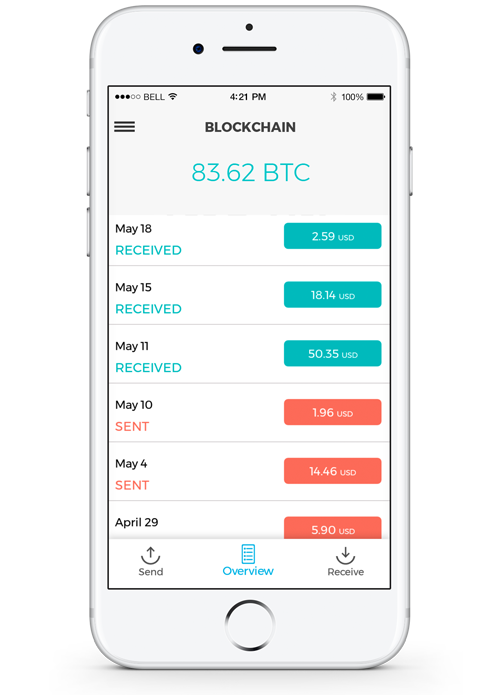 BELL 4:21 PM 100%
BLOCKCHAIN
83.62 BTC
May 18
RECEIVED
2.59 USD
May 15
RECEIVED
18.14 USD
May 11
RECEIVED
50.35 USD
May 10
SENT
1.96 USD
May 4
SENT
14.46 USD
April 29
5.90 USD
Send Overview Receive